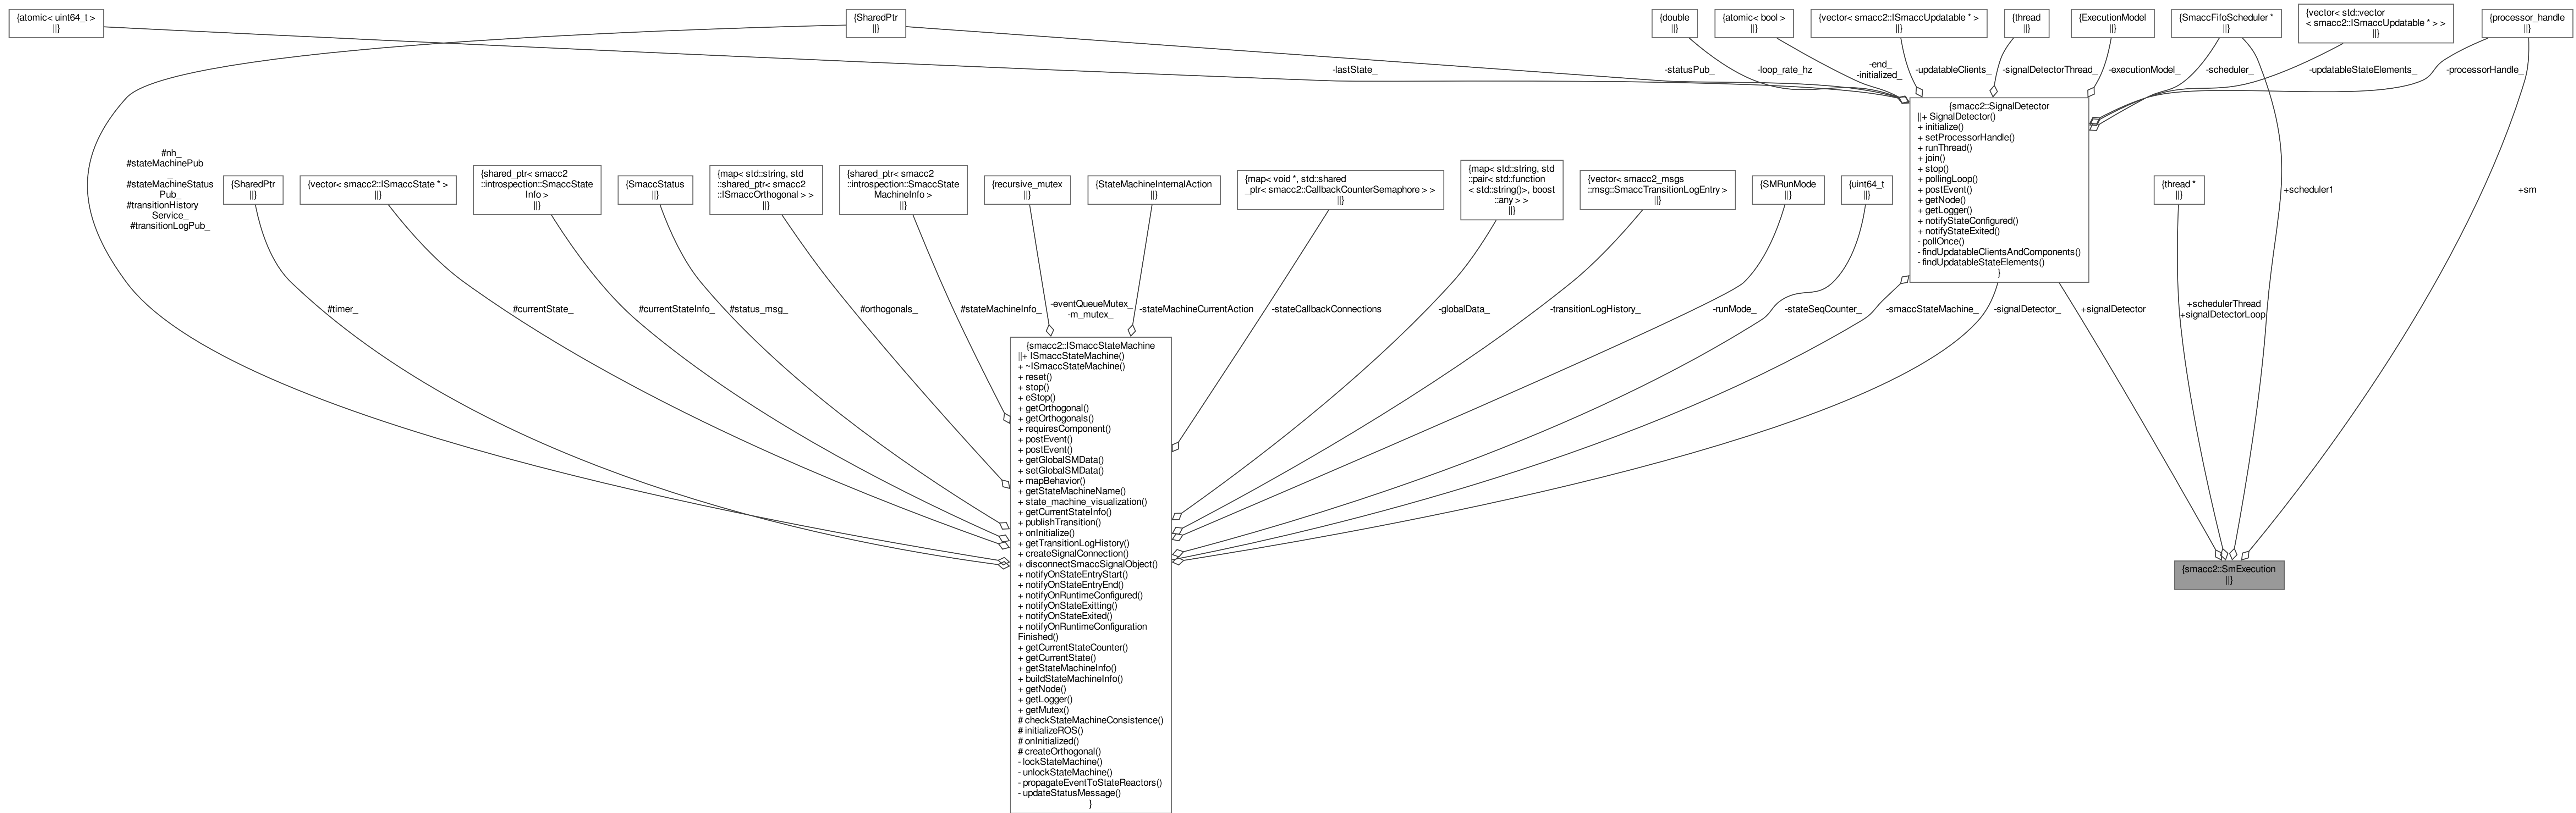 {atomic< uint64_t >
||}
{SharedPtr
||}
{double
||}
{atomic< bool >
||}
{vector< smacc2::ISmaccUpdatable * >
||}
{thread
||}
{ExecutionModel
||}
{SmaccFifoScheduler *
||}
{vector< std::vector
< smacc2::ISmaccUpdatable * > >
||}
{processor_handle
||}
-lastState_
-statusPub_
-loop_rate_hz
-end_
-initialized_
-updatableClients_
-signalDetectorThread_
-executionModel_
-scheduler_
-updatableStateElements_
-processorHandle_
{smacc2::SignalDetector
||+ SignalDetector()
+ initialize()
+ setProcessorHandle()
+ runThread()
+ join()
+ stop()
+ pollingLoop()
+ postEvent()
+ getNode()
+ getLogger()
+ notifyStateConfigured()
+ notifyStateExited()
- pollOnce()
- findUpdatableClientsAndComponents()
- findUpdatableStateElements()
}
#nh_
#stateMachinePub
_
#stateMachineStatus
Pub_
#transitionHistory
Service_
#transitionLogPub_
{SharedPtr
||}
{vector< smacc2::ISmaccState * >
||}
{shared_ptr< smacc2
::introspection::SmaccState
Info >
||}
{SmaccStatus
||}
{map< std::string, std
::shared_ptr< smacc2
::ISmaccOrthogonal > >
||}
{shared_ptr< smacc2
::introspection::SmaccState
MachineInfo >
||}
{recursive_mutex
||}
{StateMachineInternalAction
||}
{map< void *, std::shared
_ptr< smacc2::CallbackCounterSemaphore > >
||}
{map< std::string, std
::pair< std::function
< std::string()>, boost
::any > >
||}
{vector< smacc2_msgs
::msg::SmaccTransitionLogEntry >
||}
{SMRunMode
||}
{uint64_t
||}
{thread *
||}
+scheduler1
+sm
#timer_
#currentState_
#currentStateInfo_
#status_msg_
#orthogonals_
#stateMachineInfo_
-eventQueueMutex_
-m_mutex_
-stateMachineCurrentAction
-stateCallbackConnections
-globalData_
-transitionLogHistory_
-runMode_
-stateSeqCounter_
-smaccStateMachine_
-signalDetector_
+signalDetector
+schedulerThread
+signalDetectorLoop
{smacc2::ISmaccStateMachine
||+ ISmaccStateMachine()
+ ~ISmaccStateMachine()
+ reset()
+ stop()
+ eStop()
+ getOrthogonal()
+ getOrthogonals()
+ requiresComponent()
+ postEvent()
+ postEvent()
+ getGlobalSMData()
+ setGlobalSMData()
+ mapBehavior()
+ getStateMachineName()
+ state_machine_visualization()
+ getCurrentStateInfo()
+ publishTransition()
+ onInitialize()
+ getTransitionLogHistory()
+ createSignalConnection()
+ disconnectSmaccSignalObject()
+ notifyOnStateEntryStart()
+ notifyOnStateEntryEnd()
+ notifyOnRuntimeConfigured()
+ notifyOnStateExitting()
+ notifyOnStateExited()
+ notifyOnRuntimeConfiguration
Finished()
+ getCurrentStateCounter()
+ getCurrentState()
+ getStateMachineInfo()
+ buildStateMachineInfo()
+ getNode()
+ getLogger()
+ getMutex()
# checkStateMachineConsistence()
# initializeROS()
# onInitialized()
# createOrthogonal()
- lockStateMachine()
- unlockStateMachine()
- propagateEventToStateReactors()
- updateStatusMessage()
}
{smacc2::SmExecution
||}